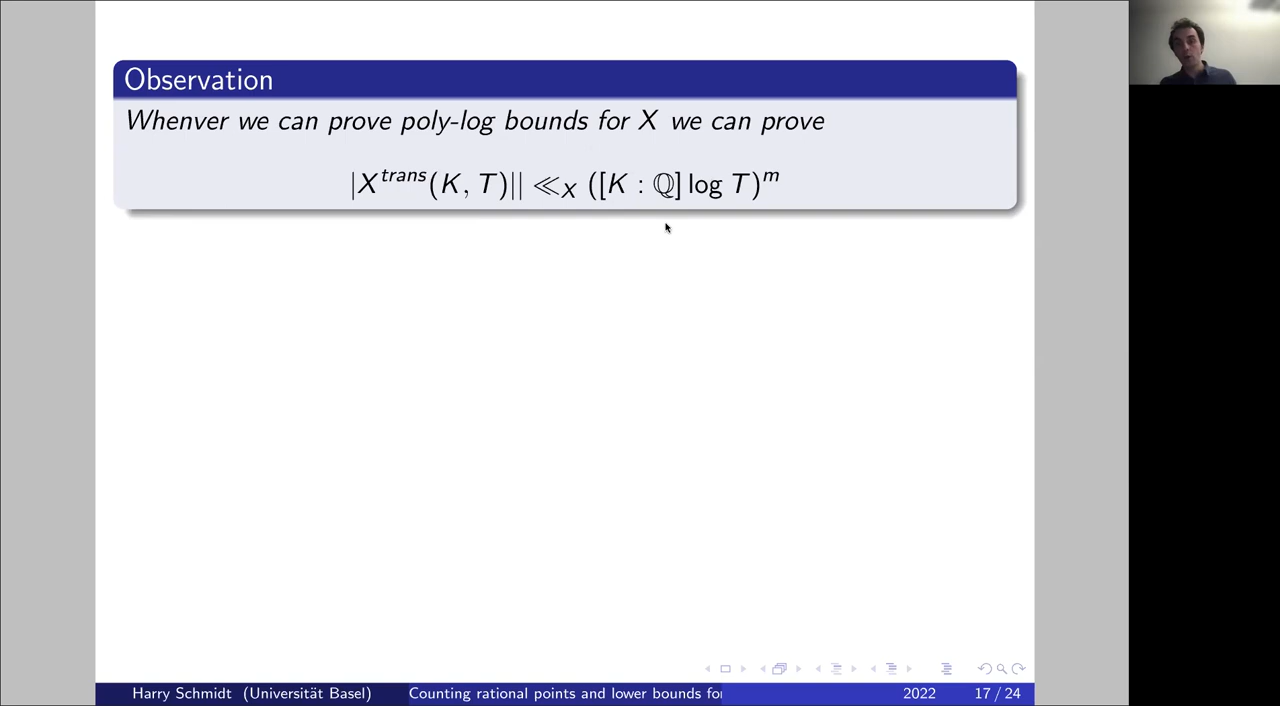 Observation
Whenver we can prove poly-log bounds for X we can prove
|X^{trans}(K, T)|| ≪_X ([K : ℚ] log T)^m
Harry Schmidt (Universität Basel) Counting rational points and lower bounds fo 2022 17 / 24